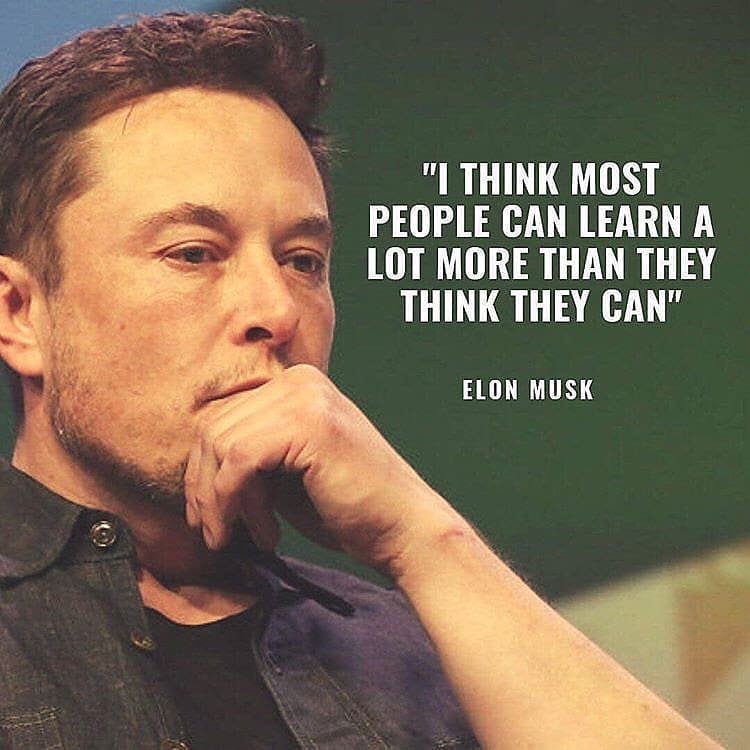 "I THINK MOST
PEOPLE CAN LEARN A
LOT MORE THAN THEY
THINK THEY CAN"
ELON MUSK